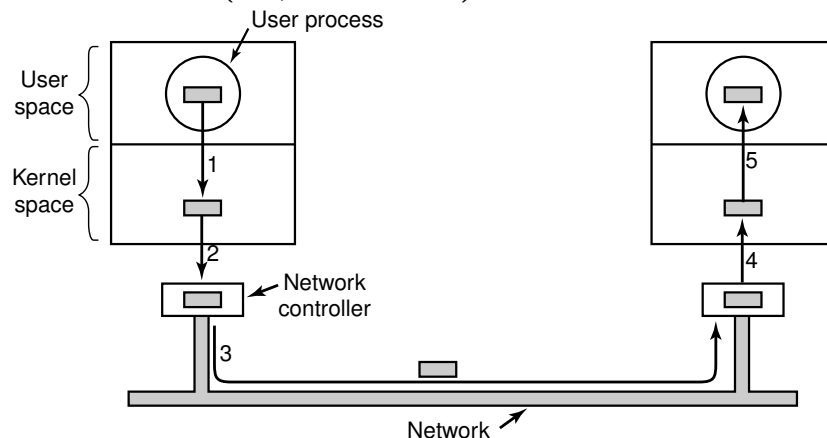 User process
User
space
1
5
Kernel
space
2
4
Network
controller
3
Network